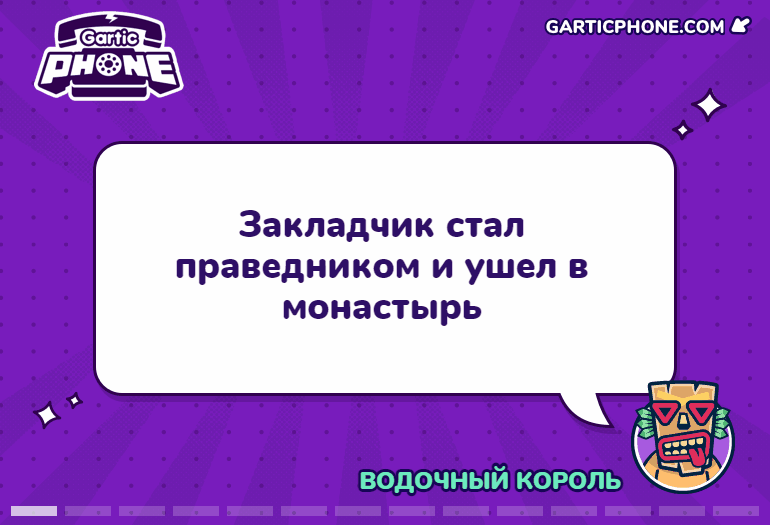 Gartic
PHONE
GARTICPHONE.COM
Закладчик стал
праведником и ушел в
монастырь
ВОДОЧНЫЙ КОРОЛЬ